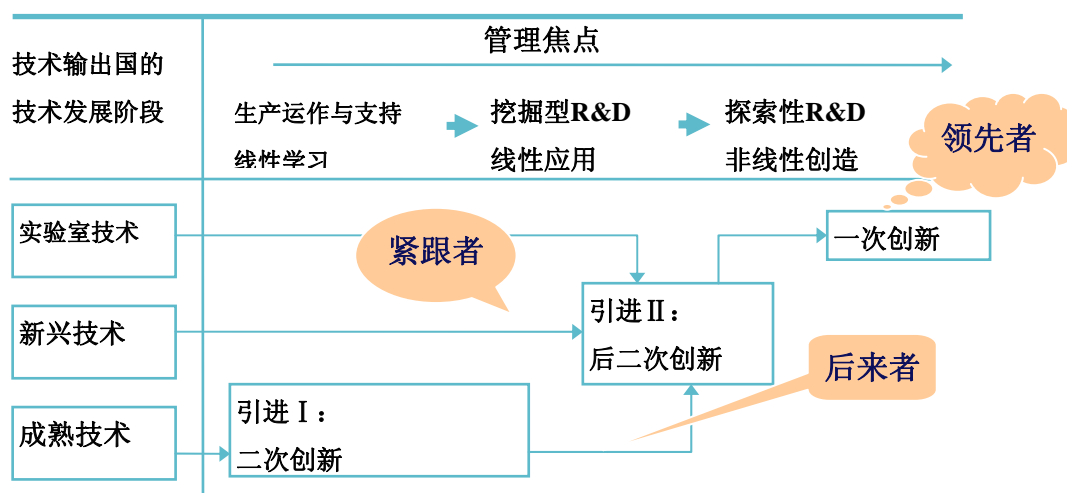 管理焦点
技术输出国的
技术发展阶段
生产运作与支持
线性学习
挖掘型R&D
线性应用
探索性R&D
非线性创造
领先者
实验室技术
紧跟者
一次创新
新兴技术
引进Ⅱ：
后二次创新
后来者
成熟技术
引进Ⅰ：
二次创新